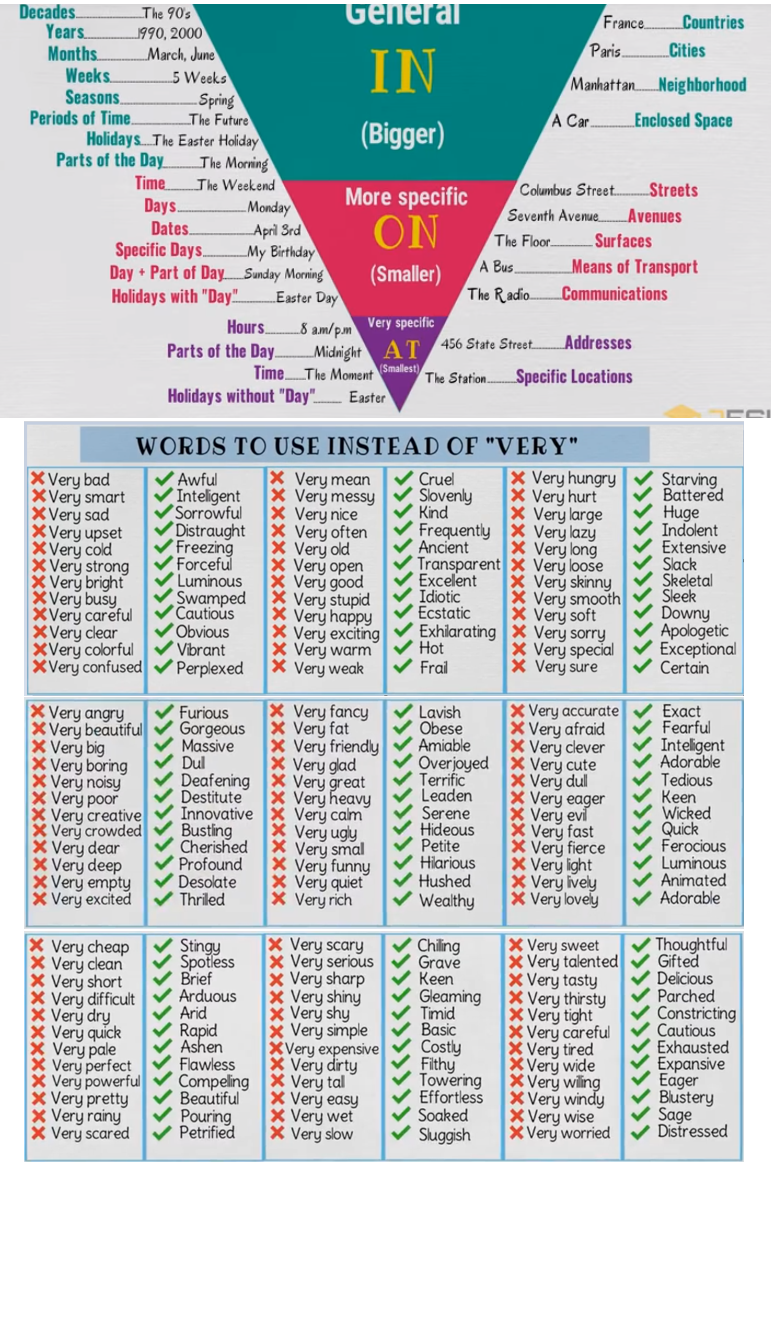 Decades The 90's
Years 1990, 2000
Months March, June
Weeks 5 Weeks
Seasons Spring
Periods of Time The Future
Holidays The Easter Holiday
Parts of the Day The Morning
General
IN
(Bigger)
France Countries
Paris Cities
Manhattan Neighborhood
A Car Enclosed Space
Time The Weekend
Days Monday
Dates April 3rd
Specific Days My Birthday
Day + Part of Day Sunday Morning
Holidays with "Day" Easter Day
More specific
ON
(Smaller)
Columbus Street Streets
Seventh Avenue Avenues
The Floor Surfaces
A Bus Means of Transport
The Radio Communications
Hours 8 a.m/p.m
Parts of the Day Midnight
Time The Moment
Holidays without "Day" Easter
Very specific
AT
(Smallest)
456 State Street Addresses
The Station Specific Locations
WORDS TO USE INSTEAD OF "VERY"
Very bad Awful Very mean Cruel Very hungry Starving
Very smart Intelligent Very messy Slovenly Very hurt Battered
Very sad Sorrowful Very nice Kind Very large Huge
Very upset Distraught Very often Frequently Very lazy Indolent
Very cold Freezing Very old Ancient Very long Extensive
Very strong Forceful Very open Transparent Very loose Slack
Very bright Luminous Very good Excellent Very skinny Skeletal
Very busy Swamped Very stupid Idiotic Very smooth Sleek
Very careful Cautious Very happy Ecstatic Very soft Downy
Very clear Obvious Very exciting Exhilarating Very sorry Apologetic
Very colorful Vibrant Very warm Hot Very special Exceptional
Very confused Perplexed Very weak Frail Very sure Certain
Very angry Furious Very fancy Lavish Very accurate Exact
Very beautiful Gorgeous Very fat Obese Very afraid Fearful
Very big Massive Very friendly Amiable Very clever Intelligent
Very boring Dull Very glad Overjoyed Very cute Adorable
Very noisy Deafening Very great Terrific Very dull Tedious
Very poor Destitute Very heavy Leaden Very eager Keen
Very creative Innovative Very calm Serene Very evil Wicked
Very crowded Bustling Very ugly Hideous Very fast Quick
Very dear Cherished Very small Petite Very fierce Ferocious
Very deep Profound Very funny Hilarious Very light Luminous
Very empty Desolate Very quiet Hushed Very lively Animated
Very excited Thrilled Very rich Wealthy Very lovely Adorable
Very cheap Stingy Very scary Chilling Very sweet Thoughtful
Very clean Spotless Very serious Grave Very talented Gifted
Very short Brief Very sharp Keen Very tasty Delicious
Very difficult Arduous Very shiny Gleaming Very thirsty Parched
Very dry Arid Very shy Timid Very tight Constricting
Very quick Rapid Very simple Basic Very careful Cautious
Very pale Ashen Very expensive Costly Very tired Exhausted
Very perfect Flawless Very dirty Filthy Very wide Expansive
Very powerful Compelling Very tall Towering Very willing Eager
Very pretty Beautiful Very easy Effortless Very windy Blustery
Very rainy Pouring Very wet Soaked Very wise Sage
Very scared Petrified Very slow Sluggish Very worried Distressed